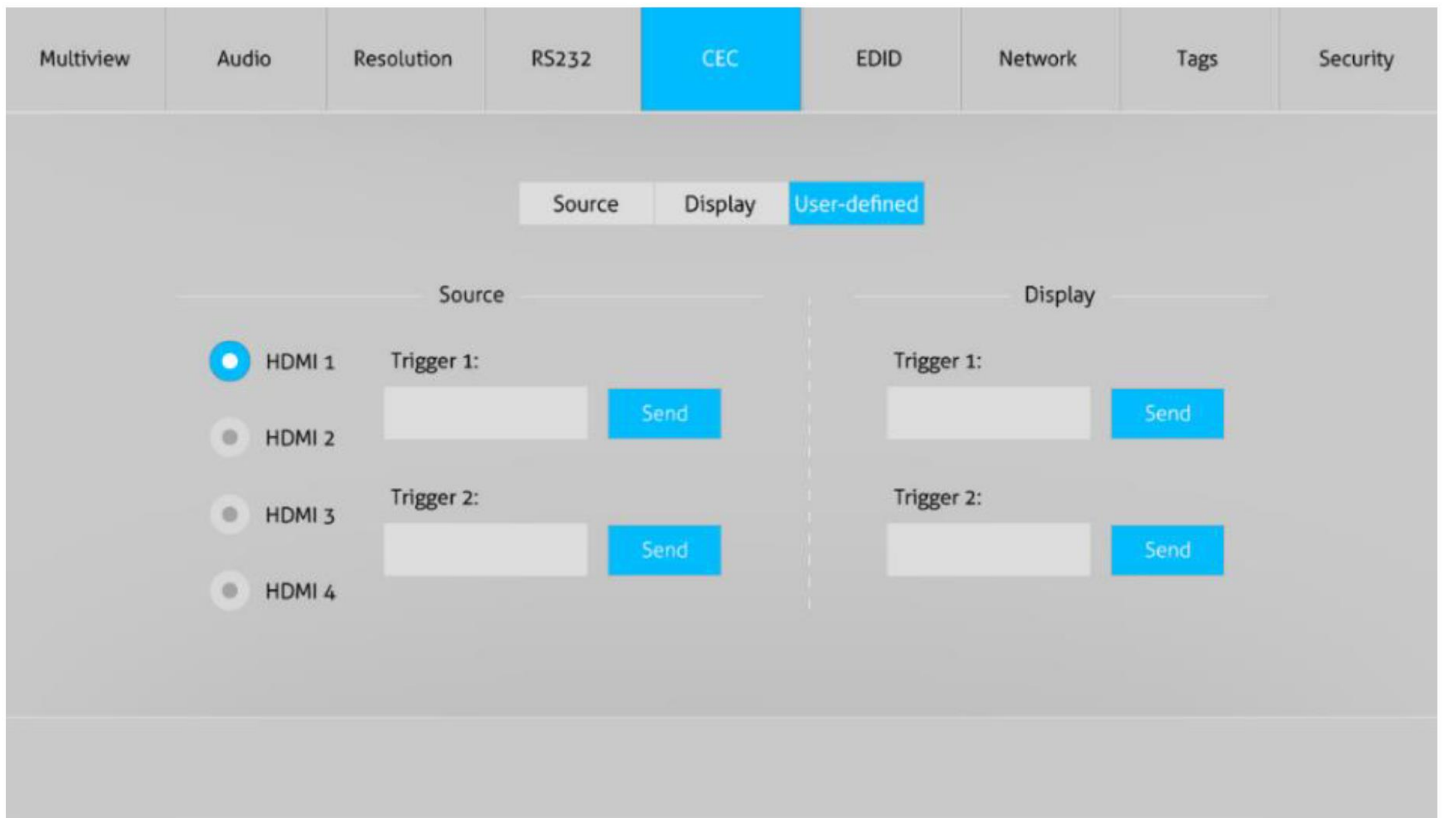 Multiview Audio Resolution RS232 CEC EDID Network Tags Security
Source Display User-defined
Source Display
HDMI 1 Trigger 1: Trigger 1:
Send Send
HDMI 2
Trigger 2: Trigger 2:
HDMI 3
Send Send
HDMI 4